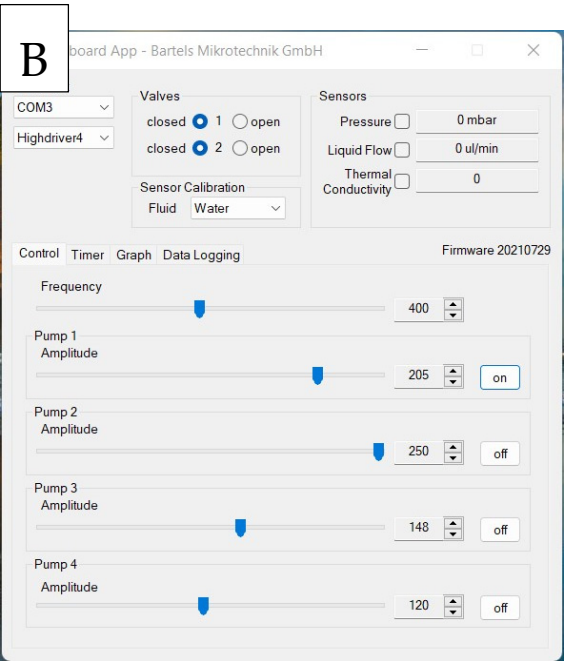 B
board App - Bartels Mikrotechnik GmbH
COM3
Highdriver4
Valves
closed 1 open
closed 2 open
Sensor Calibration
Fluid Water
Sensors
Pressure 0 mbar
Liquid Flow 0 ul/min
Thermal
Conductivity 0
Control Timer Graph Data Logging
Firmware 20210729
Frequency
400
Pump 1
Amplitude
205 on
Pump 2
Amplitude
250 off
Pump 3
Amplitude
148 off
Pump 4
Amplitude
120 off